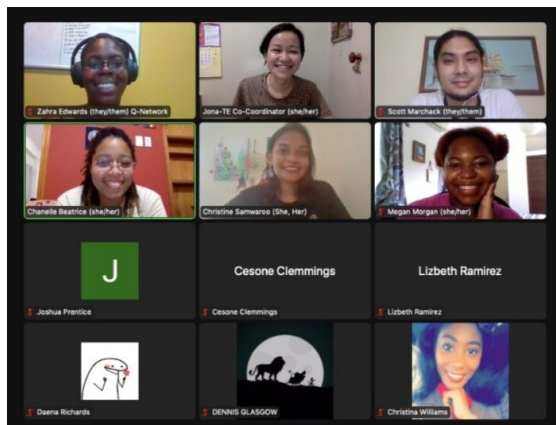 Zahra Edwards (they/them) Q-Network
Jona-TE Co-Coordinator (she/her)
Scott Marchack (they/them)
Chanelle Beatrice (she/her)
Christine Samwaroo (She, Her)
Megan Morgan (she/her)
J
Joshua Prentice
Cesone Clemmings
Cesone Clemmings
Lizbeth Ramirez
Lizbeth Ramirez
Daena Richards
DENNIS GLASGOW
Christina Williams